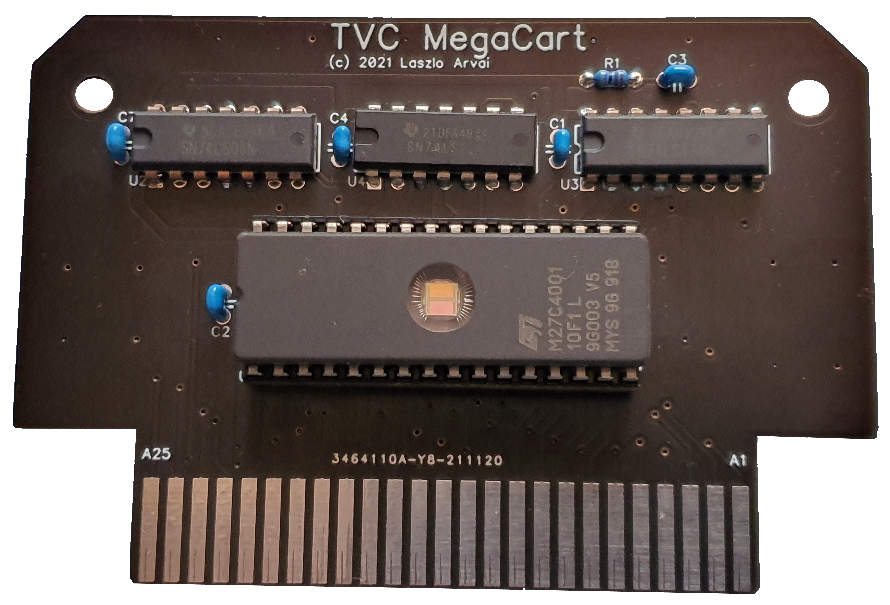 TVC MegaCart
(c) 2021 Laszlo Arvai
R1
C3
C4
C1
SN74LS
U2
U4
U3
C2
M27C4001
10F1 L
9G003 V5
MYS 96 918
A25
3464110A-Y8-211120
A1